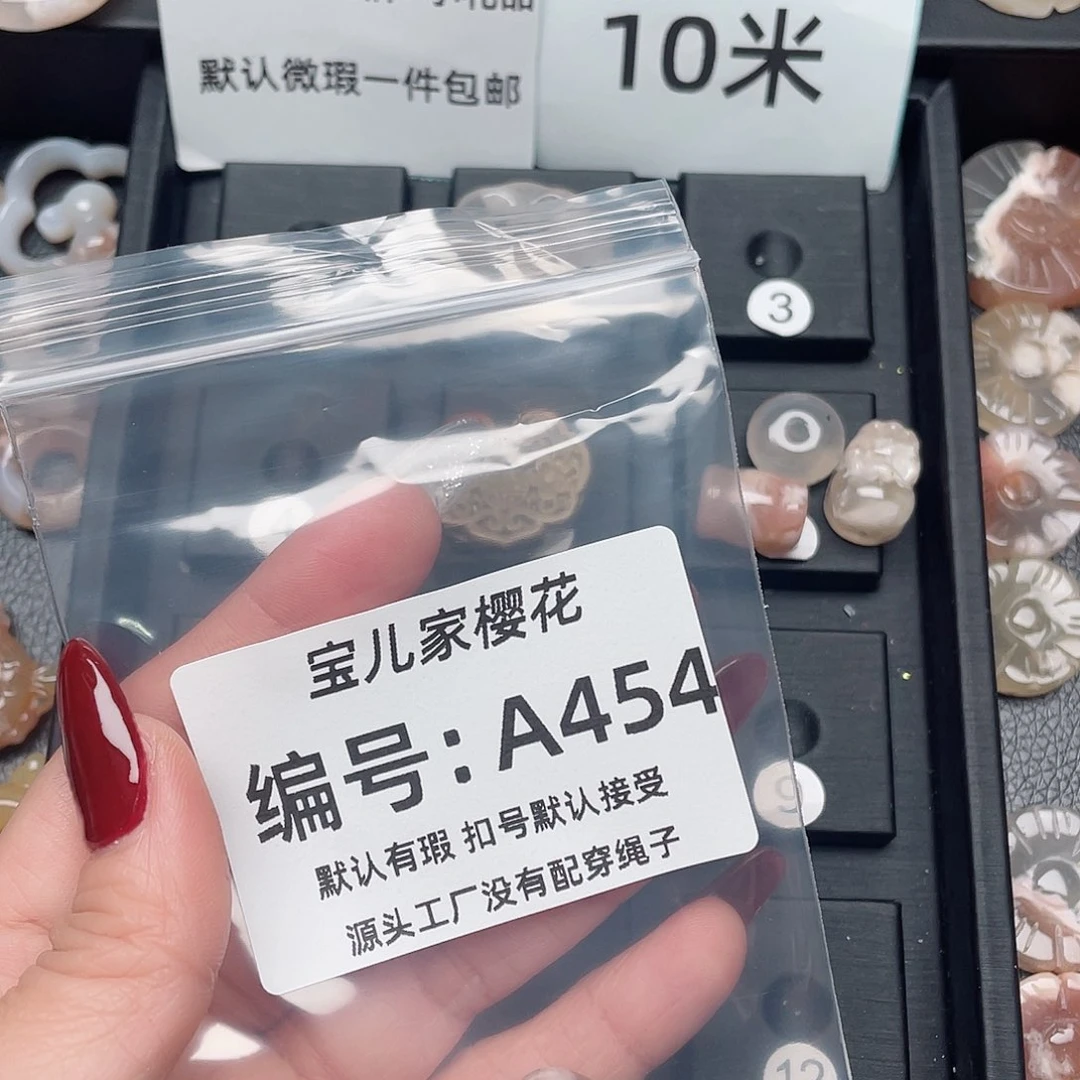 默认微瑕一件包邮
10米
3
宝儿家樱花
编号:A454
默认有瑕 扣号默认接受
源头工厂没有配穿绳子
9
12